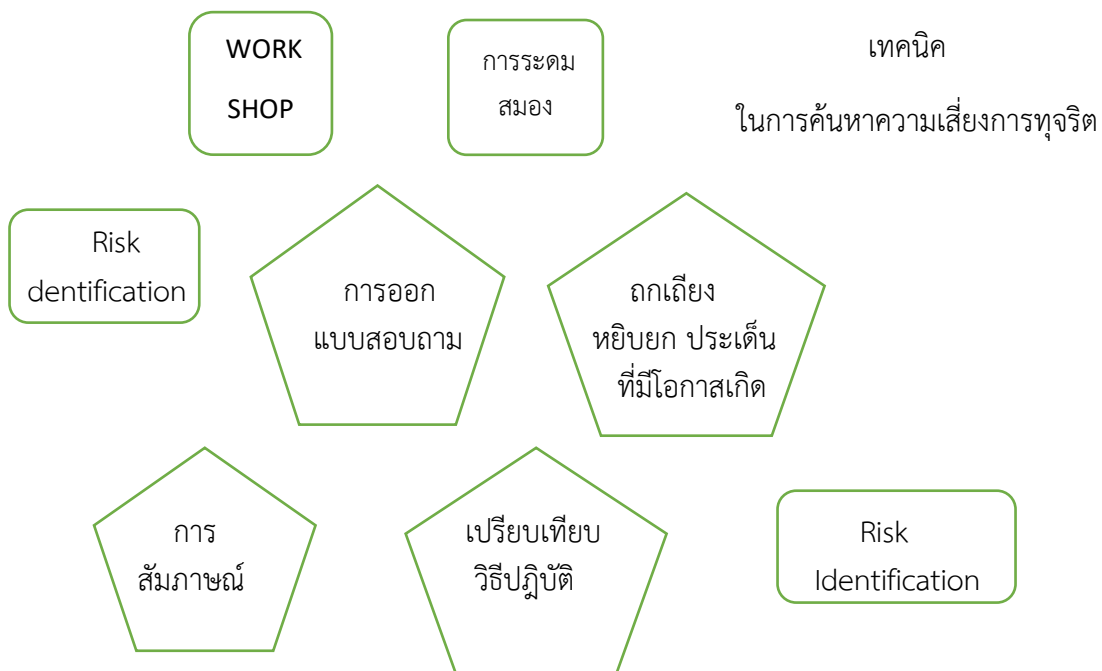 WORK
SHOP
การระดม
สมอง
เทคนิค
ในการค้นหาความเสี่ยงการทุจริต
Risk
dentification
การออก
แบบสอบถาม
ถกเถียง
หยิบยก ประเด็น
ที่มีโอกาสเกิด
การ
สัมภาษณ์
เปรียบเทียบ
วิธีปฏิบัติ
Risk
Identification